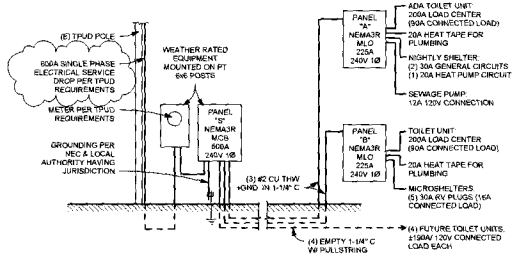 (E) TPUD POLE
600A SINGLE PHASE
ELECTRICAL SERVICE
DROP PER TPUD
REQUIREMENTS
METER PER TPUD
REQUIREMENTS
GROUNDING PER
NEC & LOCAL
AUTHORITY HAVING
JURISDICTION
WEATHER RATED
EQUIPMENT
MOUNTED ON PT
6x6 POSTS
PANEL
"S"
NEMA3R
MCB
600A
240V 1Ø
(3) #2 CU THW
+GND IN 1-1/4" C
(4) EMPTY 1-1/4" C
W/ PULLSTRING
PANEL
"A"
NEMA3R
MLO
225A
240V 1Ø
ADA TOILET UNIT:
200A LOAD CENTER
(90A CONNECTED LOAD)
20A HEAT TAPE FOR
PLUMBING
NIGHTLY SHELTER:
(2) 30A GENERAL CIRCUITS
(1) 20A HEAT PUMP CIRCUIT
SEWAGE PUMP:
12A 120V CONNECTION
PANEL
"B"
NEMA3R
MLO
225A
240V 1Ø
TOILET UNIT:
200A LOAD CENTER
(90A CONNECTED LOAD)
20A HEAT TAPE FOR
PLUMBING
MICROSHELTERS:
(5) 30A RV PLUGS (16A
CONNECTED LOAD)
(4) FUTURE TOILET UNITS.
±190A/ 120V CONNECTED
LOAD EACH